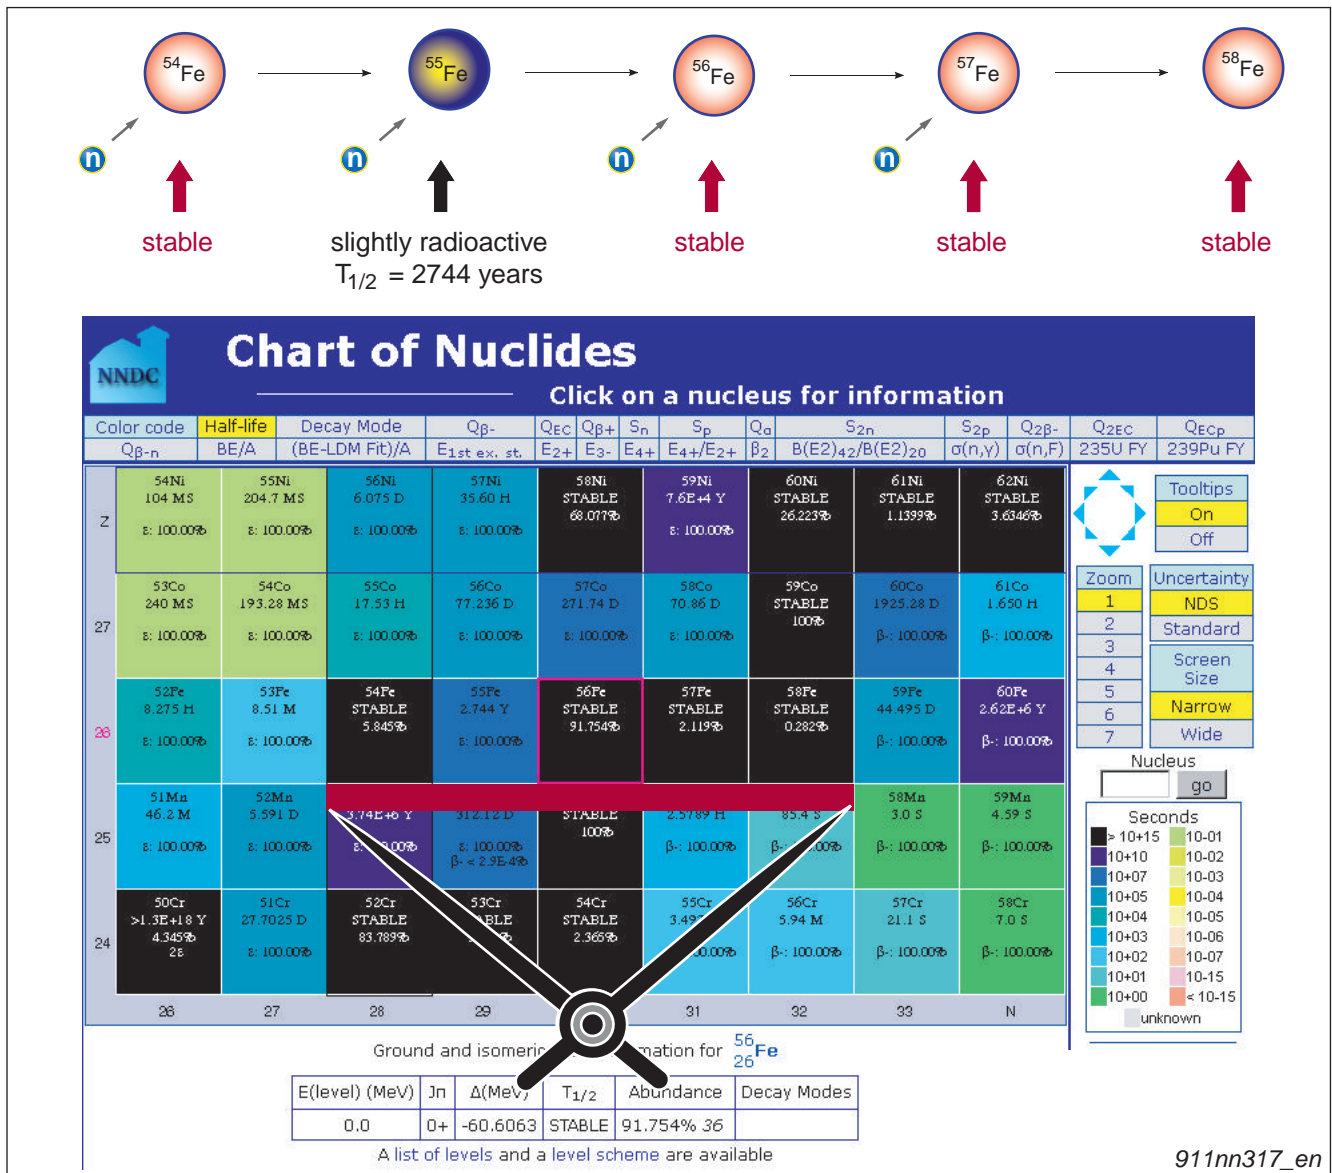 54Fe 55Fe 56Fe 57Fe 58Fe
n n n n
stable slightly radioactive stable stable stable
T1/2 = 2744 years
NNDC
Chart of Nuclides
Click on a nucleus for information
Color code Half-life Decay Mode Qβ- QEC Qβ+ Sn Sp Qα S2n S2p Q2β- Q2EC QECp
Qβ-n BE/A (BE-LDM Fit)/A E1st ex. st. E2+ E3- E4+ E4+/E2+ β2 B(E2)42/B(E2)20 σ(n,γ) σ(n,F) 235U FY 239Pu FY
Z
54Ni 55Ni 56Ni 57Ni 58Ni 59Ni 60Ni 61Ni 62Ni
104 MS 204.7 MS 6.075 D 35.60 H STABLE 7.6E+4 Y STABLE STABLE STABLE
68.077% 26.223% 1.1399% 3.6346%
ε: 100.00% ε: 100.00% ε: 100.00% ε: 100.00% ε: 100.00%
27
53Co 54Co 55Co 56Co 57Co 58Co 59Co 60Co 61Co
240 MS 193.28 MS 17.53 H 77.236 D 271.74 D 70.86 D STABLE 1925.28 D 1.650 H
100%
ε: 100.00% ε: 100.00% ε: 100.00% ε: 100.00% ε: 100.00% ε: 100.00% β-: 100.00% β-: 100.00%
26
52Fe 53Fe 54Fe 55Fe 56Fe 57Fe 58Fe 59Fe 60Fe
8.275 H 8.51 M STABLE 2.744 Y STABLE STABLE STABLE 44.495 D 2.62E+6 Y
5.845% 91.754% 2.119% 0.282%
ε: 100.00% ε: 100.00% ε: 100.00% β-: 100.00% β-: 100.00%
25
51Mn 52Mn 58Mn 59Mn
46.2 M 5.591 D 3.74E+6 Y 312.12 D STABLE 2.5789 H 85.4 S 3.0 S 4.59 S
100%
ε: 100.00% ε: 100.00% ε: 100.00% β-: 100.00% β-: 100.00% β-: 100.00%
β- < 2.9E-4%
24
50Cr 51Cr 52Cr 53Cr 54Cr 55Cr 56Cr 57Cr 58Cr
>1.3E+18 Y 27.7025 D STABLE STABLE 5.94 M 21.1 S 7.0 S
4.345% 83.789% 2.365%
2ε ε: 100.00% β-: 100.00% β-: 100.00% β-: 100.00%
26 27 28 29 31 32 33 N
Tooltips
On
Off
Zoom
1
2
3
4
5
6
7
Uncertainty
NDS
Standard
Screen
Size
Narrow
Wide
Nucleus
go
Seconds
> 10+15 10-01
10+10 10-02
10+07 10-03
10+05 10-04
10+04 10-05
10+03 10-06
10+02 10-07
10+01 10-15
10+00 < 10-15
unknown
Ground and isomeric information for 56 26 Fe
E(level) (MeV) Jπ Δ(MeV) T1/2 Abundance Decay Modes
0.0 0+ -60.6063 STABLE 91.754% 36
A list of levels and a level scheme are available
911nn317_en